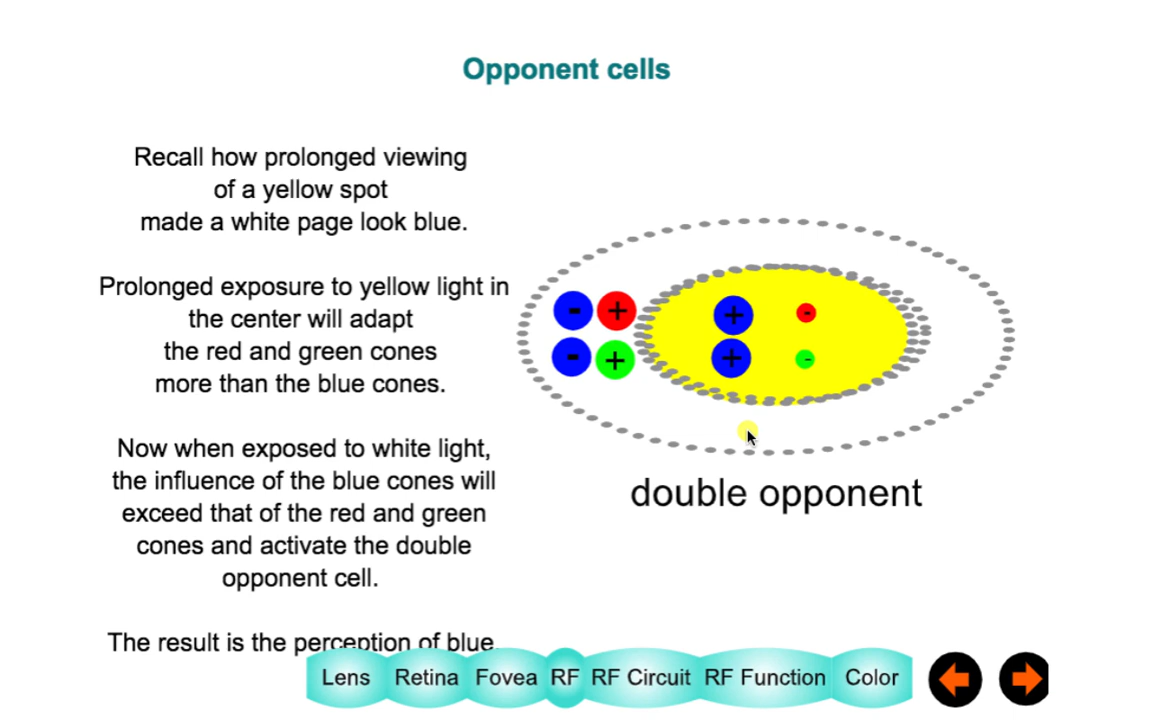 Opponent cells
Recall how prolonged viewing
of a yellow spot
made a white page look blue.
Prolonged exposure to yellow light in
the center will adapt
the red and green cones
more than the blue cones.
Now when exposed to white light,
the influence of the blue cones will
exceed that of the red and green
cones and activate the double
opponent cell.
The result is the perception of blue
- + + -
- + + -
double opponent
Lens Retina Fovea RF RF Circuit RF Function Color